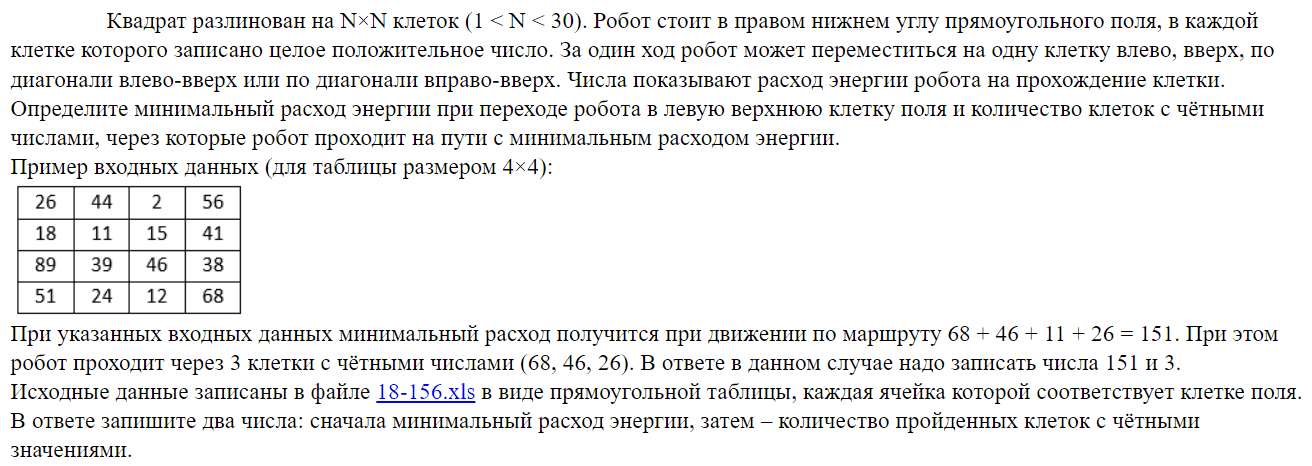 Квадрат разлинован на N×N клеток (1 < N < 30). Робот стоит в правом нижнем углу прямоугольного поля, в каждой
клетке которого записано целое положительное число. За один ход робот может переместиться на одну клетку влево, вверх, по
диагонали влево-вверх или по диагонали вправо-вверх. Числа показывают расход энергии робота на прохождение клетки.
Определите минимальный расход энергии при переходе робота в левую верхнюю клетку поля и количество клеток с чётными
числами, через которые робот проходит на пути с минимальным расходом энергии.
Пример входных данных (для таблицы размером 4×4):
26 44 2 56
18 11 15 41
89 39 46 38
51 24 12 68
При указанных входных данных минимальный расход получится при движении по маршруту 68 + 46 + 11 + 26 = 151. При этом
робот проходит через 3 клетки с чётными числами (68, 46, 26). В ответе в данном случае надо записать числа 151 и 3.
Исходные данные записаны в файле 18-156.xls в виде прямоугольной таблицы, каждая ячейка которой соответствует клетке поля.
В ответе запишите два числа: сначала минимальный расход энергии, затем – количество пройденных клеток с чётными
значениями.